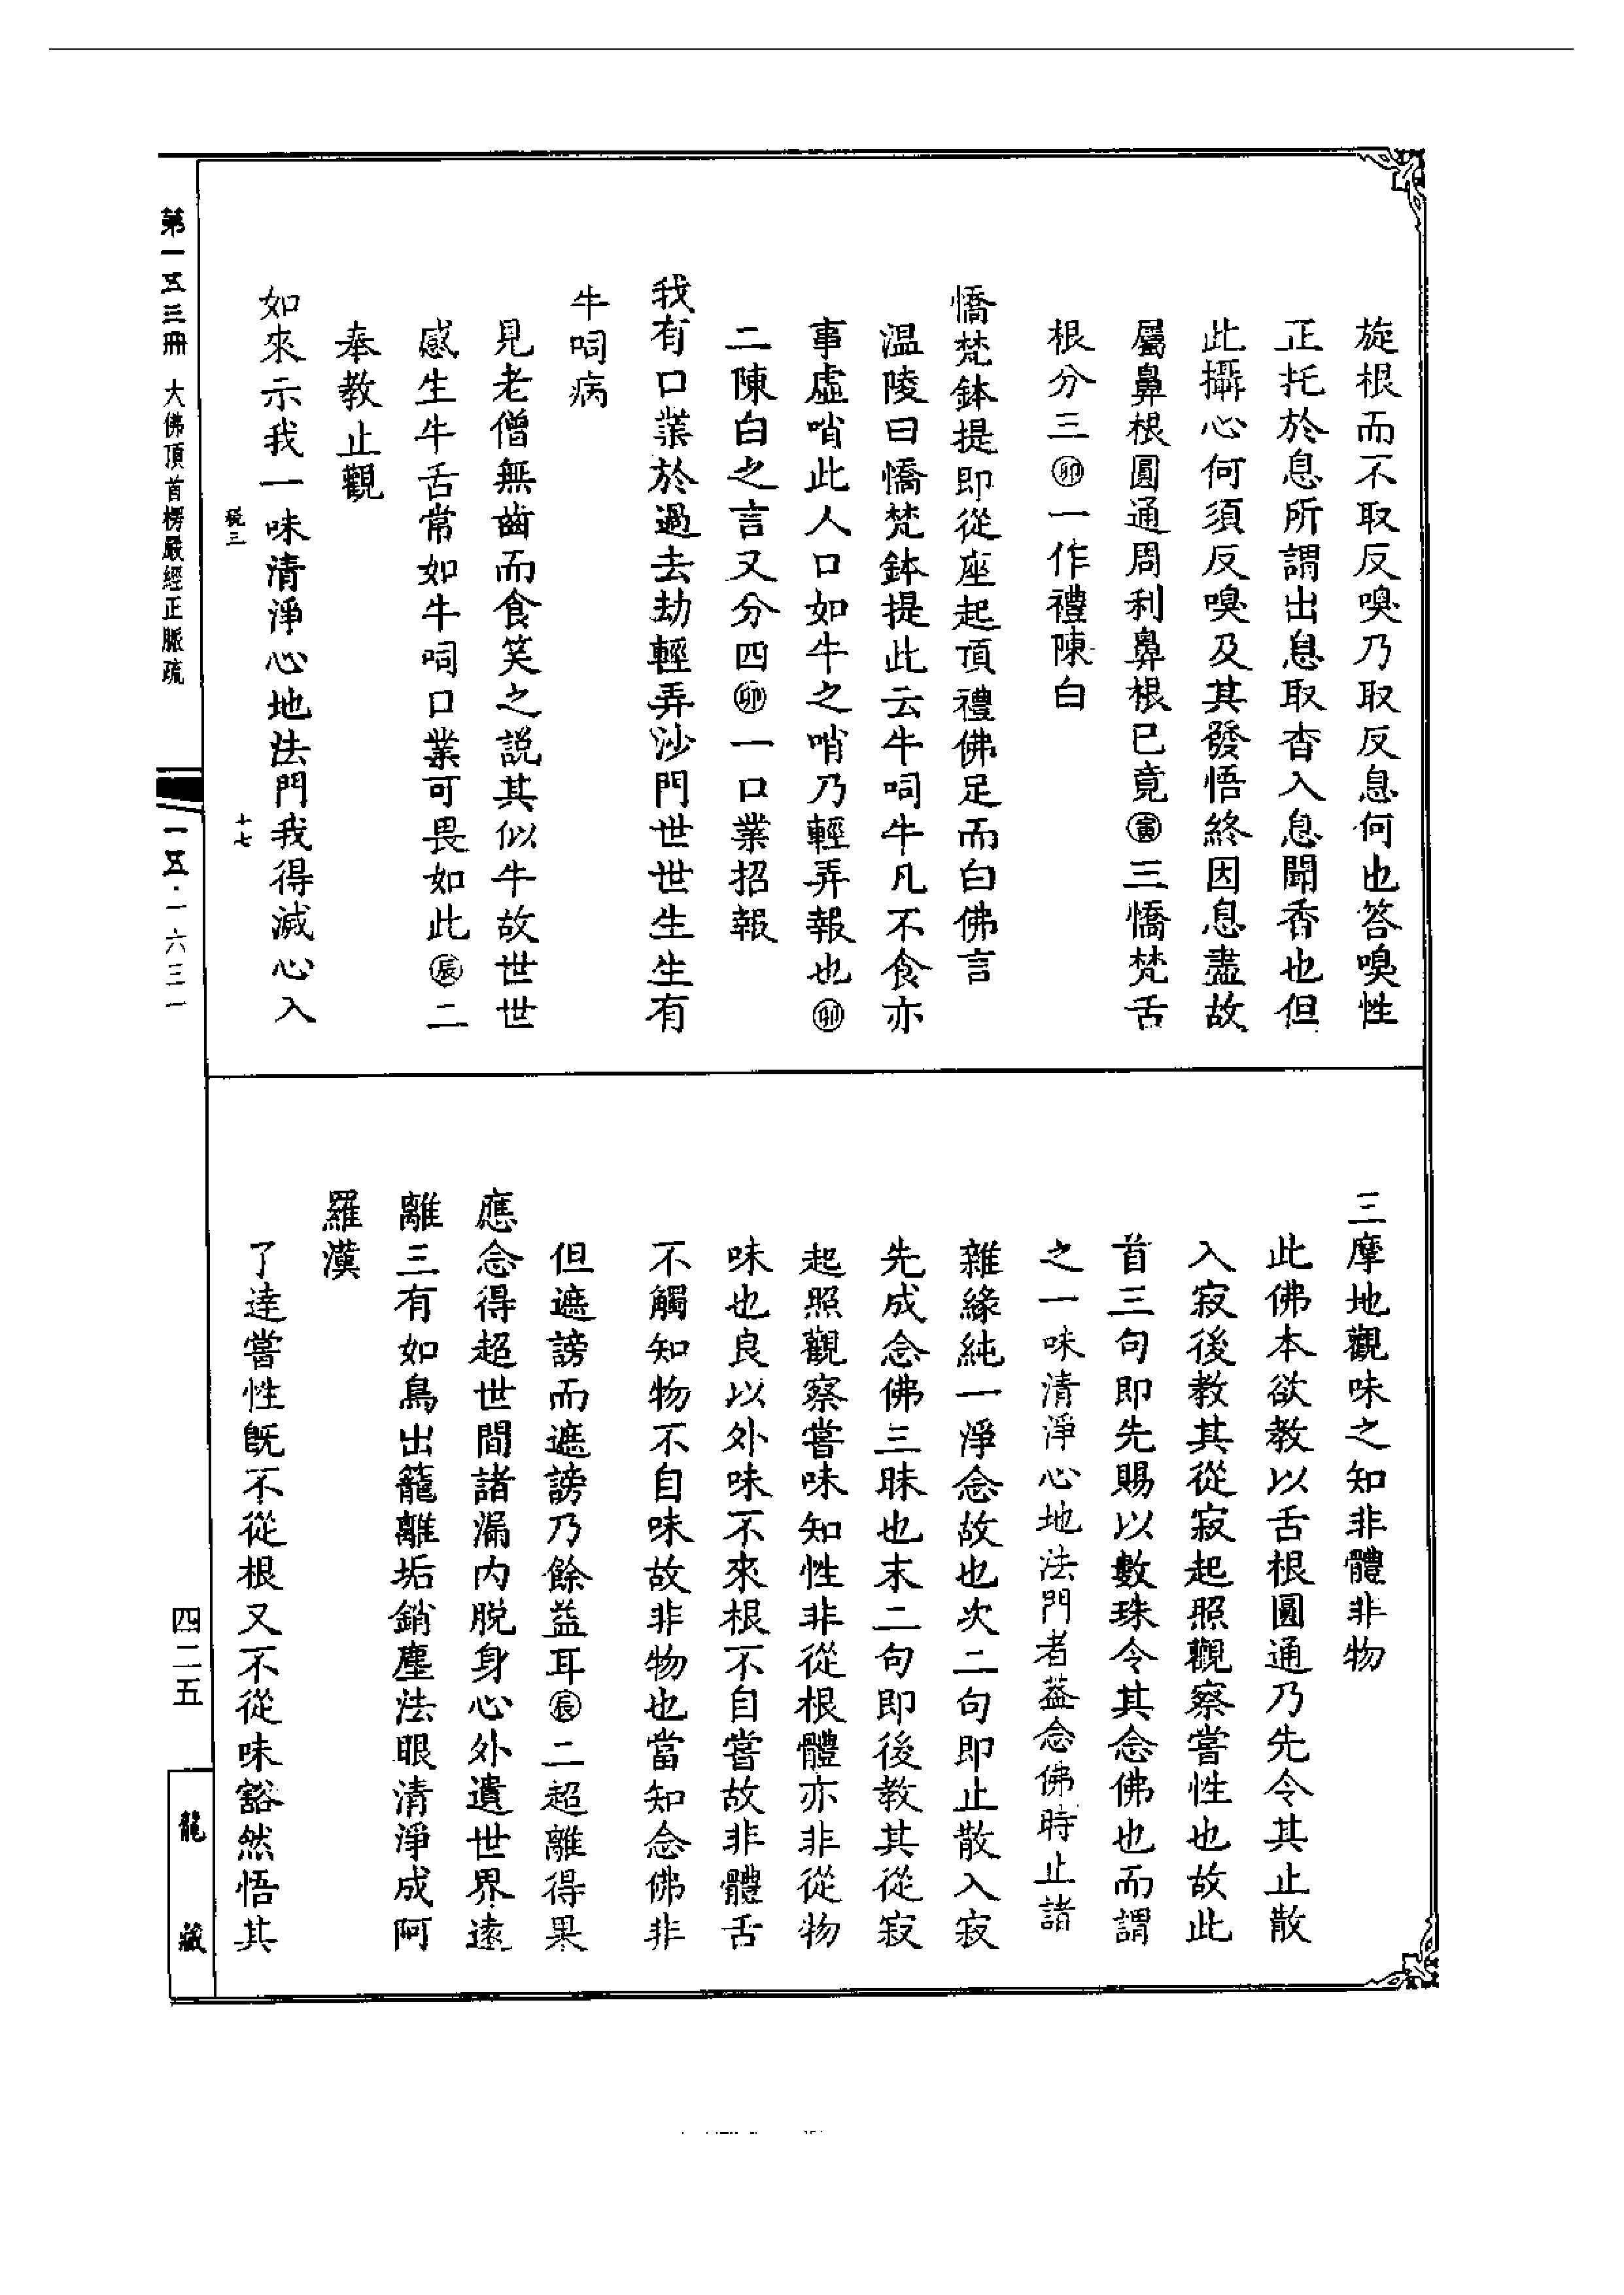 旋根而不取反嗅乃取反息何也答嗅性
正托於息所謂出息取杳入息聞香也但
此攝心何須反嗅及其發悟終因息盡故
屬鼻根圓通周利鼻根已竟㊞三憍梵舌
根分三卯一作禮陳白
憍梵鉢提即從座起頂禮佛足而白佛言
温陵曰憍梵鉢提此云牛呞牛凡不食亦
事虛哨此人口如牛之哨乃輕弄報也卯
二陳白之言又分四卯一口業招報
我有口業於過去劫輕弄沙門世世生生有
牛呞病
見老僧無齒而食笑之説其似牛故世世
感生牛舌常如牛呞口業可畏如此辰二
奉教止觀
如來示我一味清淨心地法門我得滅心入
三摩地觀味之知非體非物
此佛本欲教以舌根圓通乃先令其止散
入寂後教其從寂起照觀察嘗性也故此
首三句即先賜以數珠令其念佛也而謂
之一味清淨心地法門者葢念佛時止諸
雜緣純一淨念故也次二句即止散入寂
先成念佛三昧也末二句即後教其從寂
起照觀察嘗味知性非從根體亦非從物
味也良以外味不來根不自嘗故非體舌
不觸知物不自味故非物也當知念佛非
但遮謗而遮謗乃餘益耳辰二超離得果
應念得超世間諸漏内脱身心外遺世界遠
離三有如鳥出籠離垢銷塵法眼清淨成阿
羅漢
了達嘗性旣不從根又不從味豁然悟其
第一五三冊 大佛頂首楞嚴經正脈疏
税三
十七
一五·一六三二
四二五
龍藏